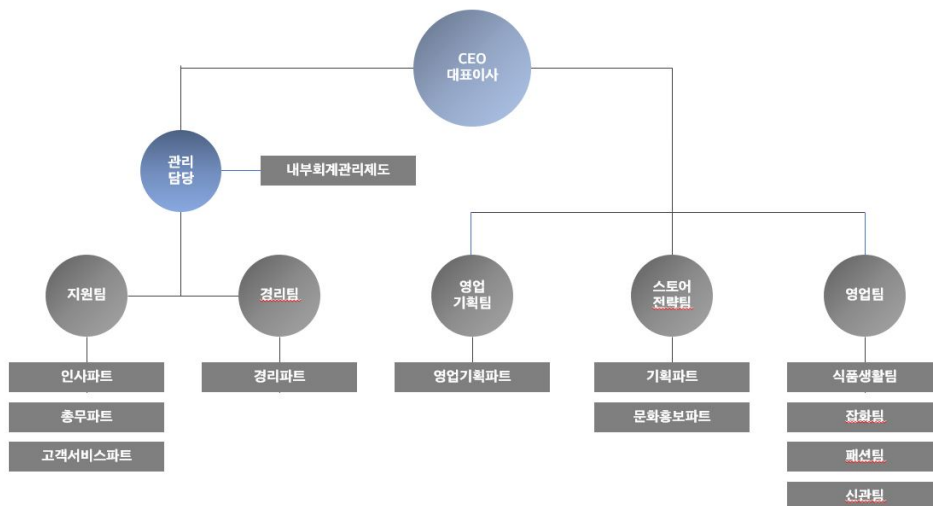 CEO
대표이사
관리
담당
내부회계관리제도
지원팀
경리팀
영업
기획팀
스토어
전략팀
영업팀
인사파트
경리파트
영업기획파트
기획파트
식품생활팀
총무파트
문화홍보파트
잡화팀
고객서비스파트
패션팀
신관팀